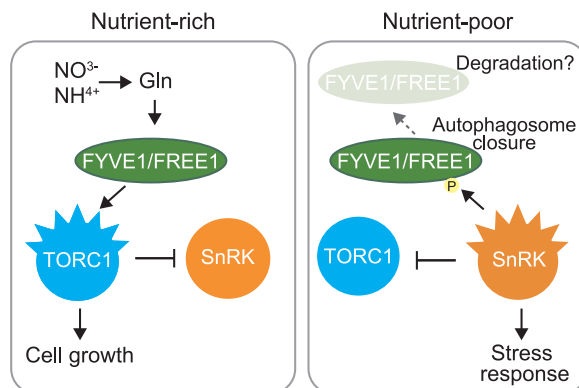 Nutrient-rich
NO³⁻
NH⁴⁺
Gln
FYVE1/FREE1
TORC1
SnRK
Cell growth
Nutrient-poor
Degradation?
FYVE1/FREE1
Autophagosome
closure
FYVE1/FREE1
P
TORC1
SnRK
Stress
response